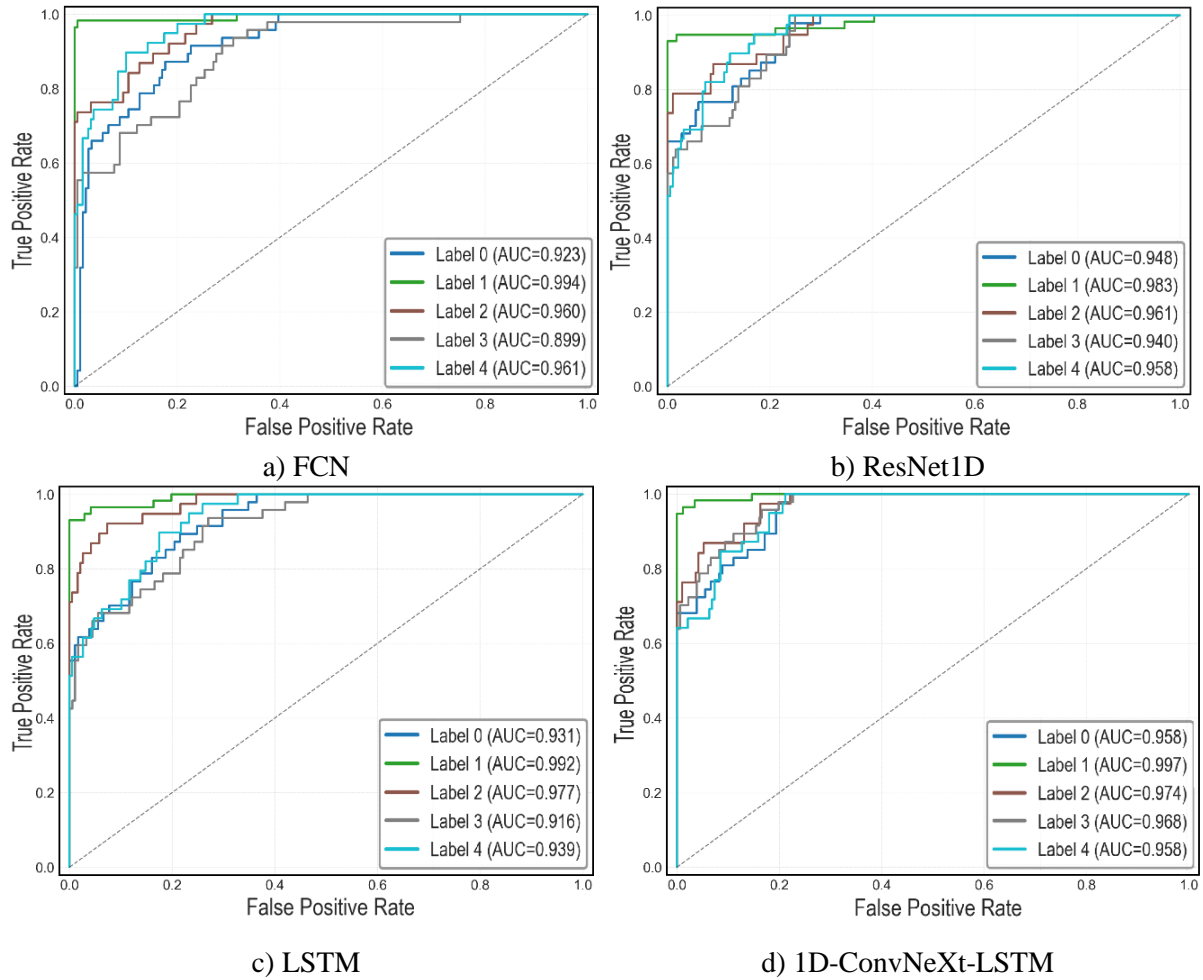 1.0
0.8
0.6
0.4
0.2
0.0
True Positive Rate
Label 0 (AUC=0.923)
Label 1 (AUC=0.994)
Label 2 (AUC=0.960)
Label 3 (AUC=0.899)
Label 4 (AUC=0.961)
0.0 0.2 0.4 0.6 0.8 1.0
False Positive Rate
a) FCN
1.0
0.8
0.6
0.4
0.2
0.0
True Positive Rate
Label 0 (AUC=0.948)
Label 1 (AUC=0.983)
Label 2 (AUC=0.961)
Label 3 (AUC=0.940)
Label 4 (AUC=0.958)
0.0 0.2 0.4 0.6 0.8 1.0
False Positive Rate
b) ResNet1D
1.0
0.8
0.6
0.4
0.2
0.0
True Positive Rate
Label 0 (AUC=0.931)
Label 1 (AUC=0.992)
Label 2 (AUC=0.977)
Label 3 (AUC=0.916)
Label 4 (AUC=0.939)
0.0 0.2 0.4 0.6 0.8 1.0
False Positive Rate
c) LSTM
1.0
0.8
0.6
0.4
0.2
0.0
True Positive Rate
Label 0 (AUC=0.958)
Label 1 (AUC=0.997)
Label 2 (AUC=0.974)
Label 3 (AUC=0.968)
Label 4 (AUC=0.958)
0.0 0.2 0.4 0.6 0.8 1.0
False Positive Rate
d) 1D-ConvNeXt-LSTM